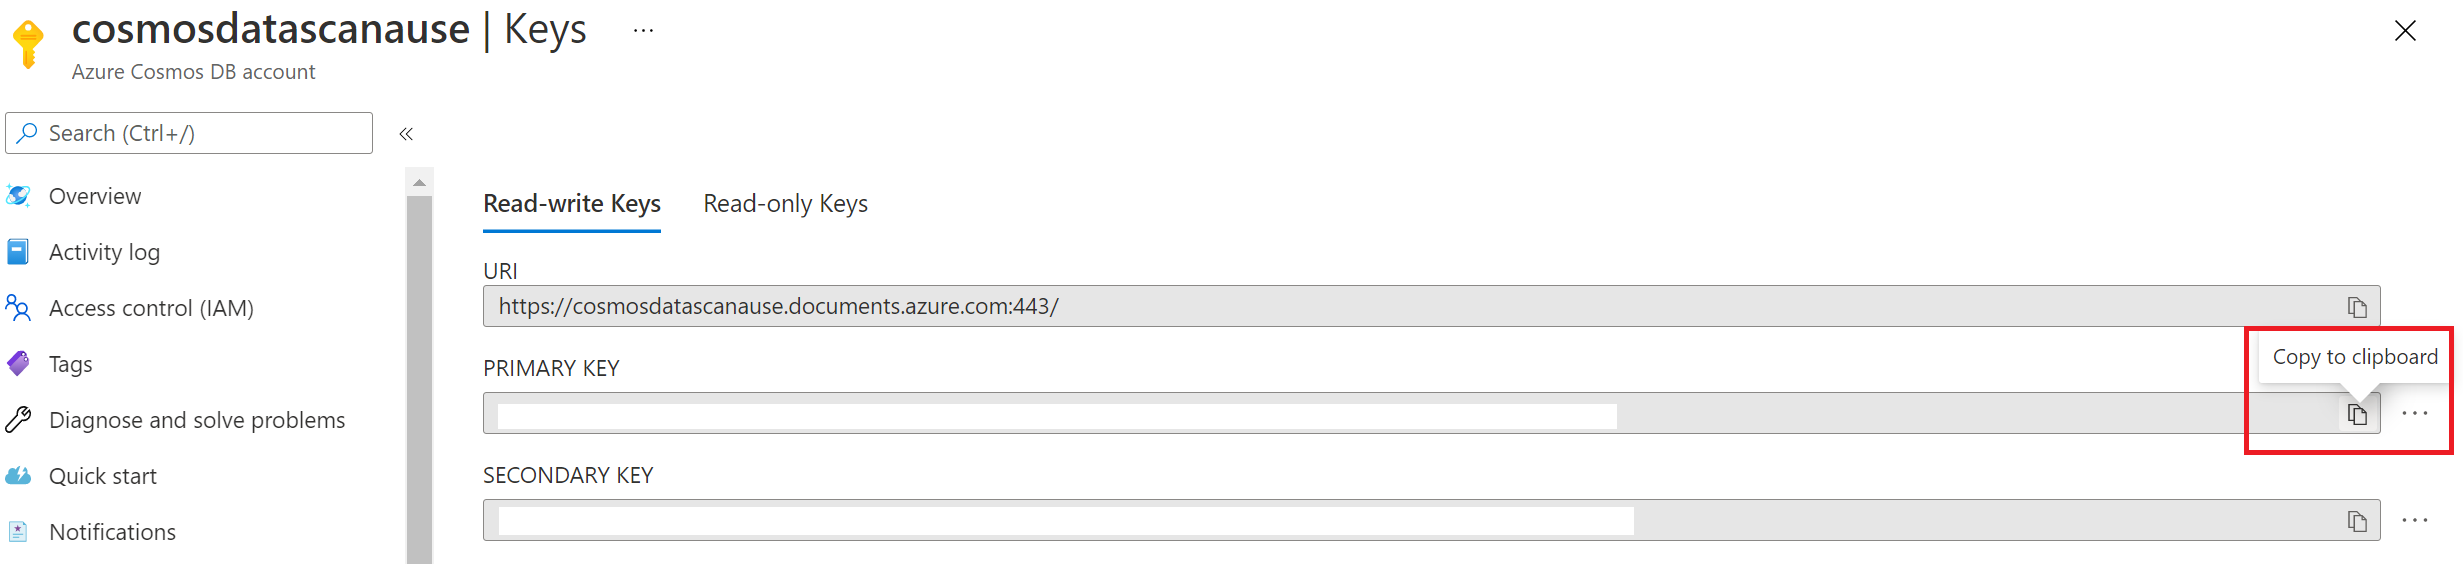 cosmosdatascanause | Keys ...
Azure Cosmos DB account
Search (Ctrl+/)
«
Overview
Activity log
Access control (IAM)
Tags
Diagnose and solve problems
Quick start
Notifications
Read-write Keys Read-only Keys
URI
https://cosmosdatascanause.documents.azure.com:443/
Copy to clipboard
PRIMARY KEY
...
SECONDARY KEY
...